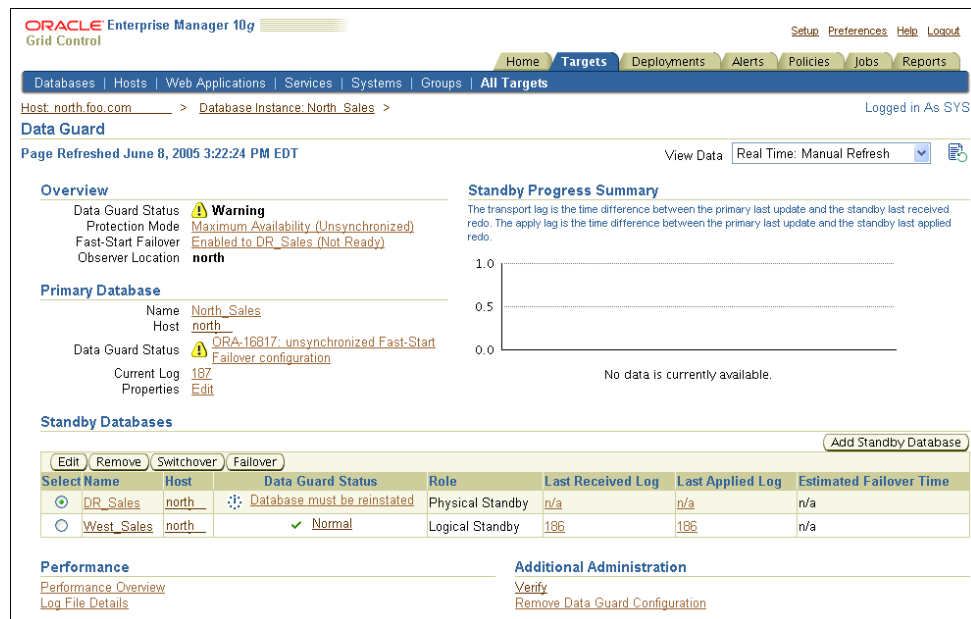 ORACLE Enterprise Manager 10g
Grid Control
Setup Preferences Help Logout
Home Targets Deployments Alerts Policies Jobs Reports
Databases | Hosts | Web Applications | Services | Systems | Groups | All Targets
Host: north.foo.com > Database Instance: North_Sales >
Logged in As SYS
Data Guard
Page Refreshed June 8, 2005 3:22:24 PM EDT
View Data Real Time: Manual Refresh
Overview
Data Guard Status Warning
Protection Mode Maximum Availability (Unsynchronized)
Fast-Start Failover Enabled to DR_Sales (Not Ready)
Observer Location north
Primary Database
Name North_Sales
Host north
Data Guard Status ORA-16817: unsynchronized Fast-Start
Failover configuration
Current Log 187
Properties Edit
Standby Progress Summary
The transport lag is the time difference between the primary last update and the standby last received
redo. The apply lag is the time difference between the primary last update and the standby last applied
redo.
1.0
0.5
0.0
No data is currently available.
Standby Databases
Add Standby Database
Edit Remove Switchover Failover
Select Name Host Data Guard Status Role Last Received Log Last Applied Log Estimated Failover Time
DR_Sales north Database must be reinstated Physical Standby n/a n/a n/a
West_Sales north Normal Logical Standby 186 186 n/a
Performance
Performance Overview
Log File Details
Additional Administration
Verify
Remove Data Guard Configuration